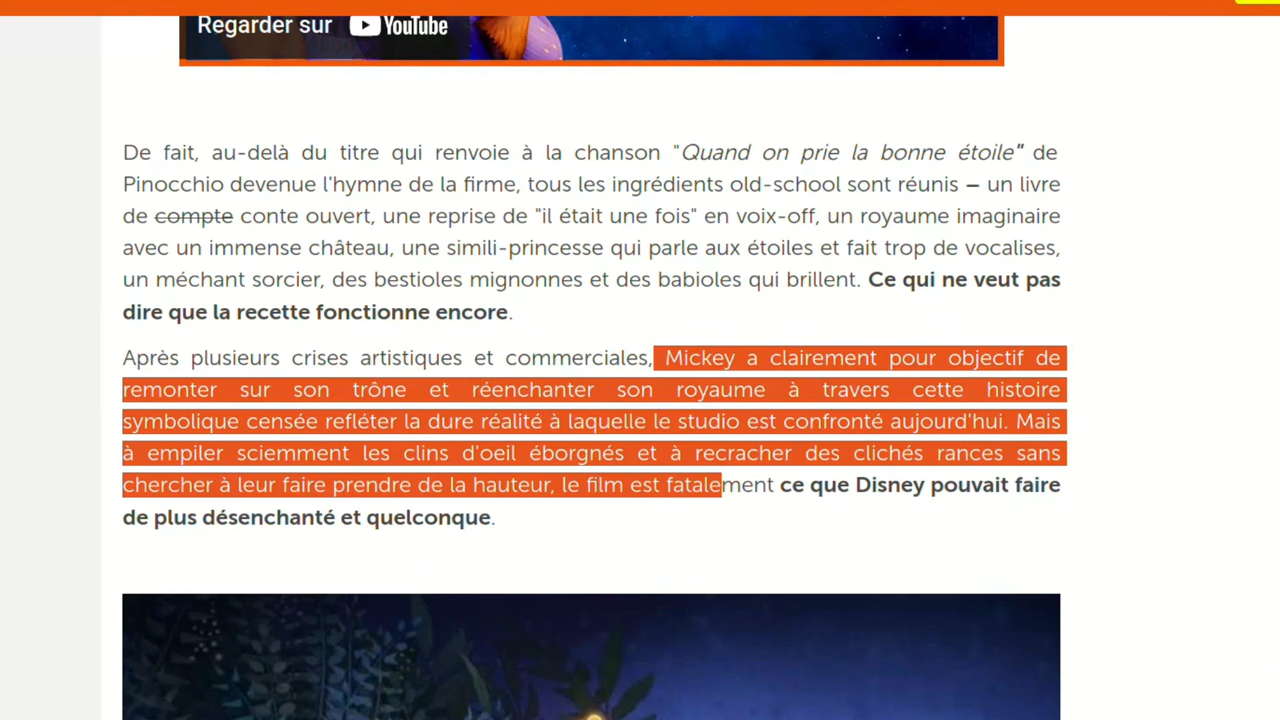 Regarder sur YouTube
De fait, au-delà du titre qui renvoie à la chanson "Quand on prie la bonne étoile" de
Pinocchio devenue l'hymne de la firme, tous les ingrédients old-school sont réunis – un livre
de compte conte ouvert, une reprise de "il était une fois" en voix-off, un royaume imaginaire
avec un immense château, une simili-princesse qui parle aux étoiles et fait trop de vocalises,
un méchant sorcier, des bestioles mignonnes et des babioles qui brillent. Ce qui ne veut pas
dire que la recette fonctionne encore.
Après plusieurs crises artistiques et commerciales, Mickey a clairement pour objectif de
remonter sur son trône et réenchanter son royaume à travers cette histoire
symbolique censée refléter la dure réalité à laquelle le studio est confronté aujourd'hui. Mais
à empiler sciemment les clins d'oeil éborgnés et à recracher des clichés rances sans
chercher à leur faire prendre de la hauteur, le film est fatalement ce que Disney pouvait faire
de plus désenchanté et quelconque.